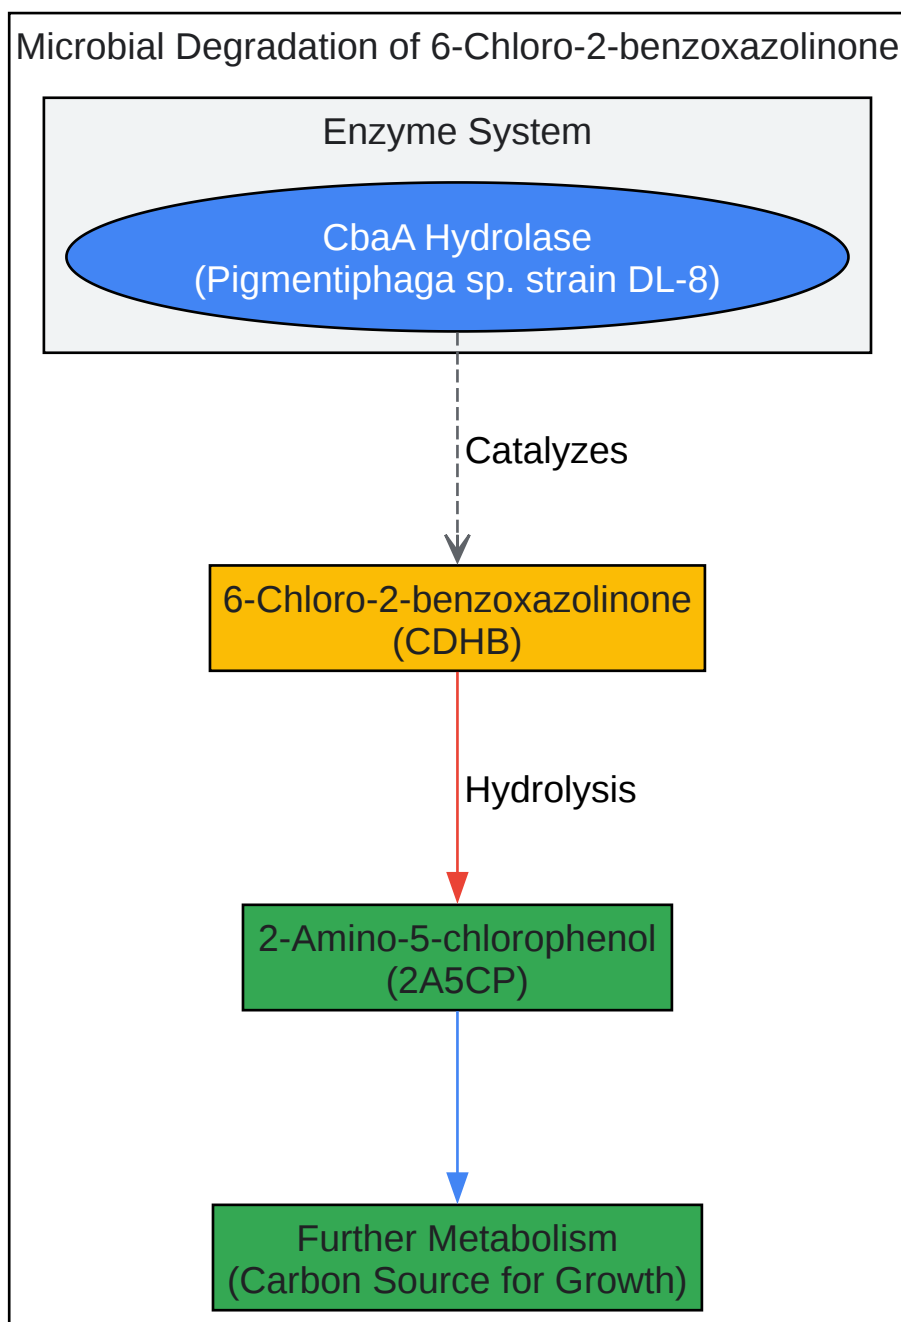 Microbial Degradation of 6-Chloro-2-benzoxazolinone
Enzyme System
CbaA Hydrolase
(Pigmentiphaga sp. strain DL-8)
Catalyzes
6-Chloro-2-benzoxazolinone
(CDHB)
Hydrolysis
2-Amino-5-chlorophenol
(2A5CP)
Further Metabolism
(Carbon Source for Growth)